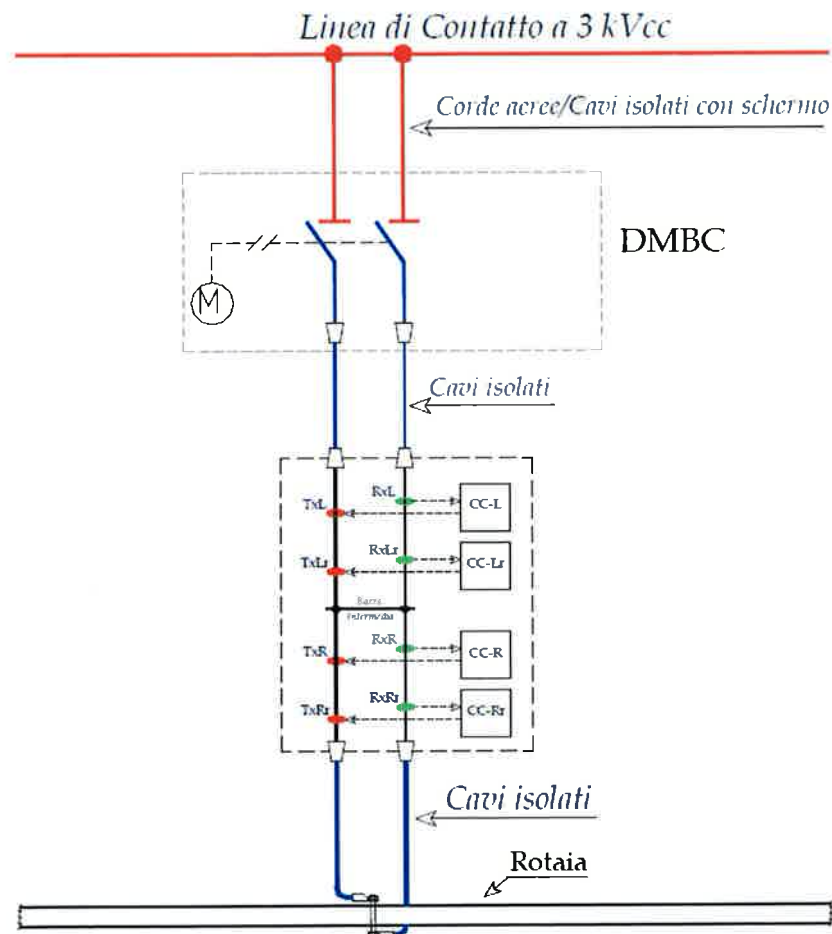 Linea di Contatto a 3 kVcc
Corde aeree/Cavi isolati con schermo
DMBC
M
Cavi isolati
RxL
TxL
CC-L
RxLr
TxLr
CC-Lr
Barra
Intermedia
RxR
TxR
CC-R
RxRr
TxRr
CC-Rr
Cavi isolati
Rotaia